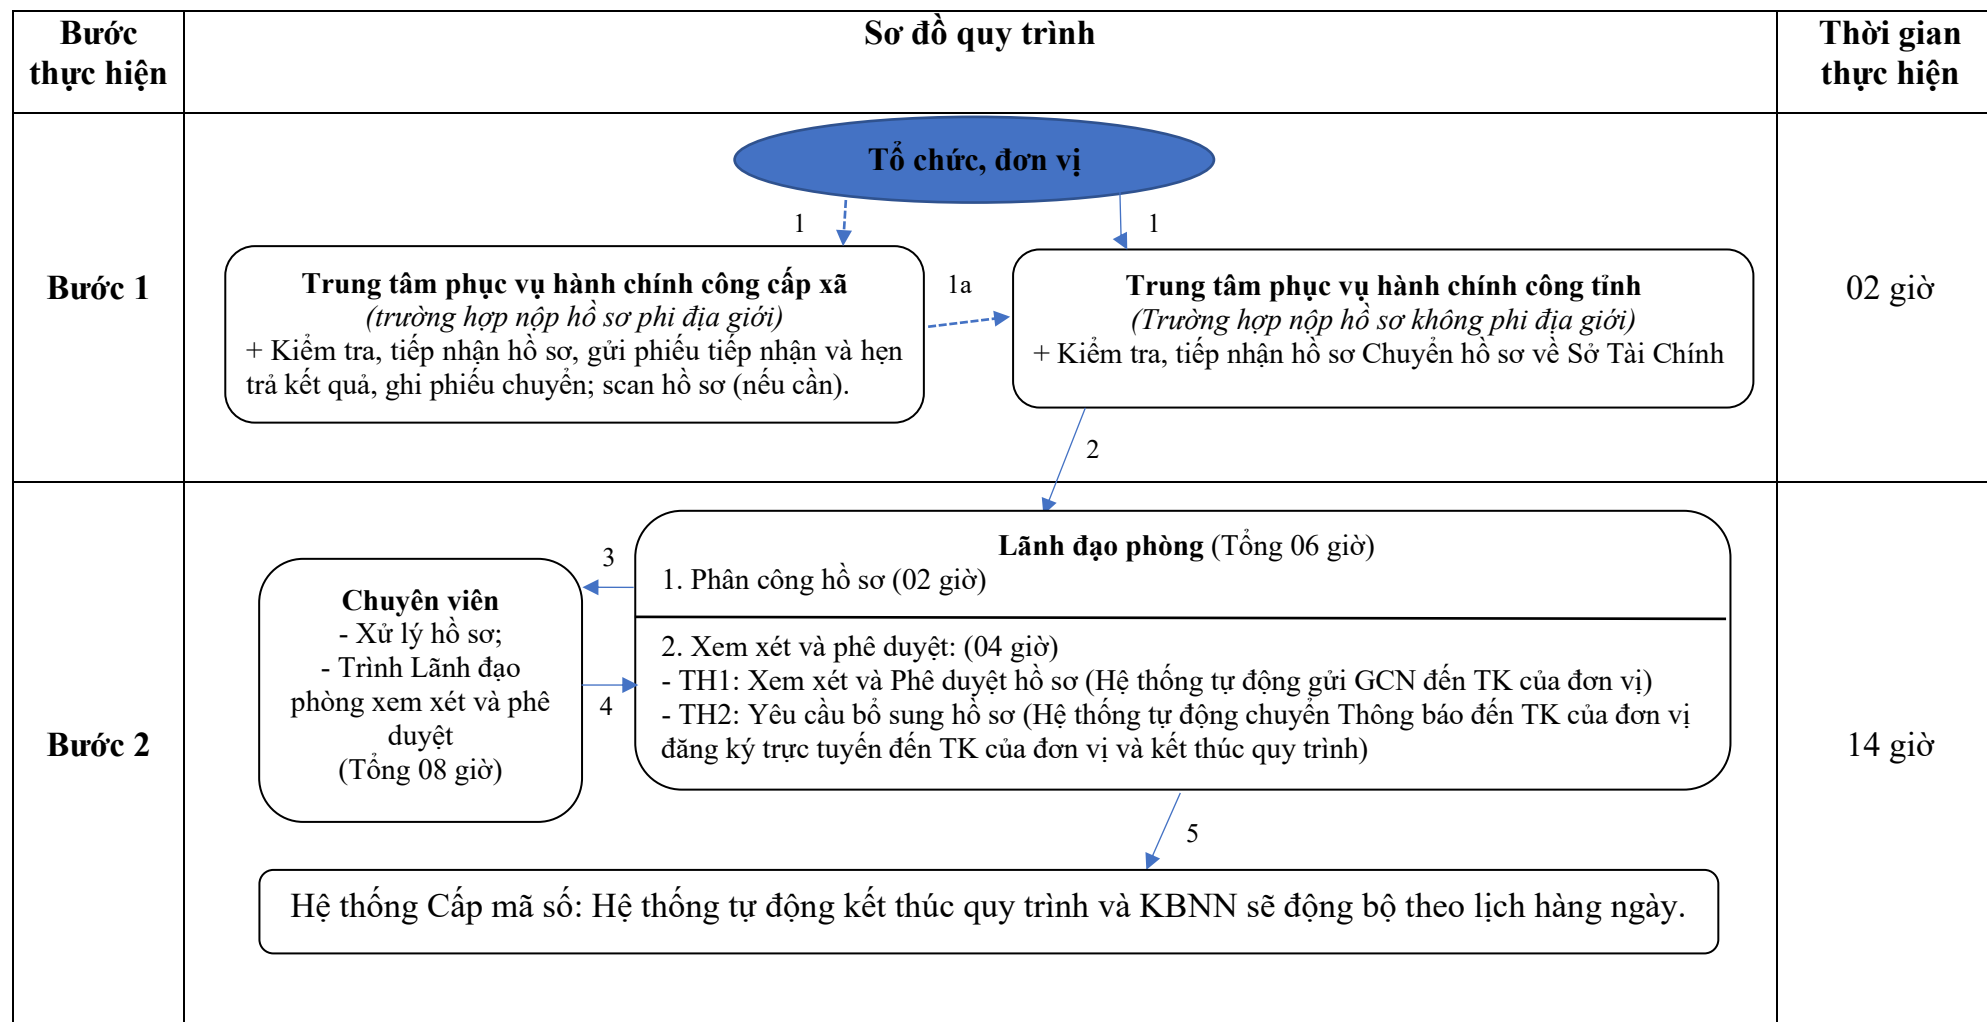 Bước
thực hiện
Sơ đồ quy trình
Thời gian
thực hiện
Bước 1
Tổ chức, đơn vị
1
1
Trung tâm phục vụ hành chính công cấp xã
(trường hợp nộp hồ sơ phi địa giới)
+ Kiểm tra, tiếp nhận hồ sơ, gửi phiếu tiếp nhận và hẹn
trả kết quả, ghi phiếu chuyển; scan hồ sơ (nếu cần).
1a
Trung tâm phục vụ hành chính công tỉnh
(Trường hợp nộp hồ sơ không phi địa giới)
+ Kiểm tra, tiếp nhận hồ sơ Chuyển hồ sơ về Sở Tài Chính
02 giờ
2
Bước 2
Chuyên viên
- Xử lý hồ sơ;
- Trình Lãnh đạo
phòng xem xét và phê
duyệt
(Tổng 08 giờ)
3
4
Lãnh đạo phòng (Tổng 06 giờ)
1. Phân công hồ sơ (02 giờ)
2. Xem xét và phê duyệt: (04 giờ)
- TH1: Xem xét và Phê duyệt hồ sơ (Hệ thống tự động gửi GCN đến TK của đơn vị)
- TH2: Yêu cầu bổ sung hồ sơ (Hệ thống tự động chuyển Thông báo đến TK của đơn vị
đăng ký trực tuyến đến TK của đơn vị và kết thúc quy trình)
14 giờ
5
Hệ thống Cấp mã số: Hệ thống tự động kết thúc quy trình và KBNN sẽ động bộ theo lịch hàng ngày.